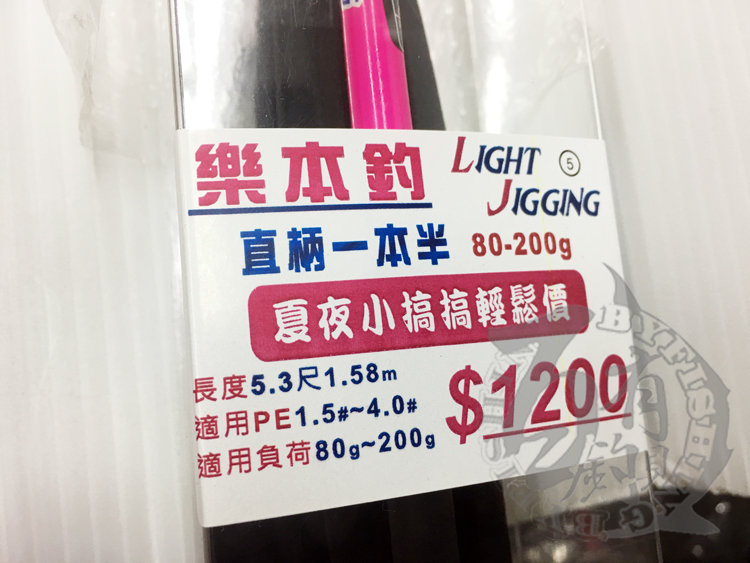 樂本釣
LIGHT JIGGING ⑤
直柄一本半 80-200g
夏夜小搞搞輕鬆價
長度5.3尺1.58m
適用PE1.5#~4.0#
適用負荷80g~200g
$1200